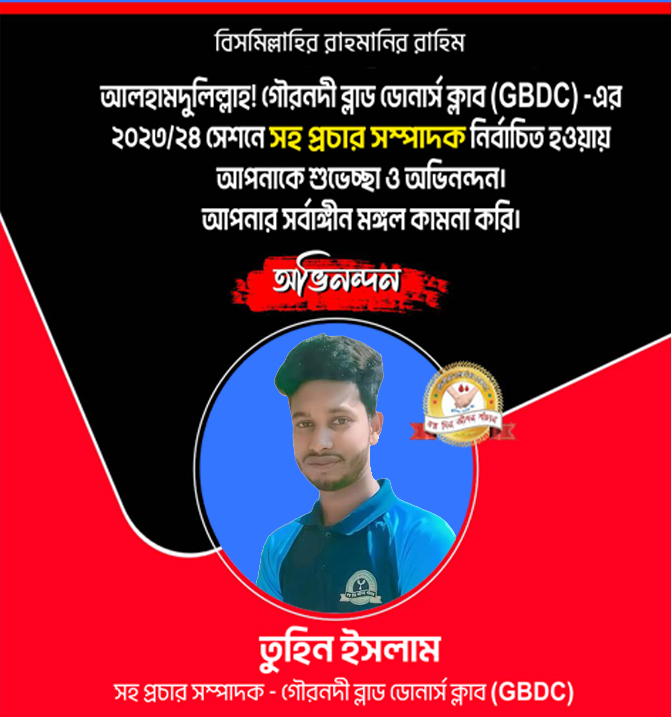 বিসমিল্লাহির রাহমানির রাহিম
আলহামদুলিল্লাহ! গৌরনদী ব্লাড ডোনার্স ক্লাব (GBDC) -এর
২০২৩/২৪ সেশনে সহ প্রচার সম্পাদক নির্বাচিত হওয়ায়
আপনাকে শুভেচ্ছা ও অভিনন্দন।
আপনার সর্বাঙ্গীন মঙ্গল কামনা করি।
অভিনন্দন
তুহিন ইসলাম
সহ প্রচার সম্পাদক - গৌরনদী ব্লাড ডোনার্স ক্লাব (GBDC)